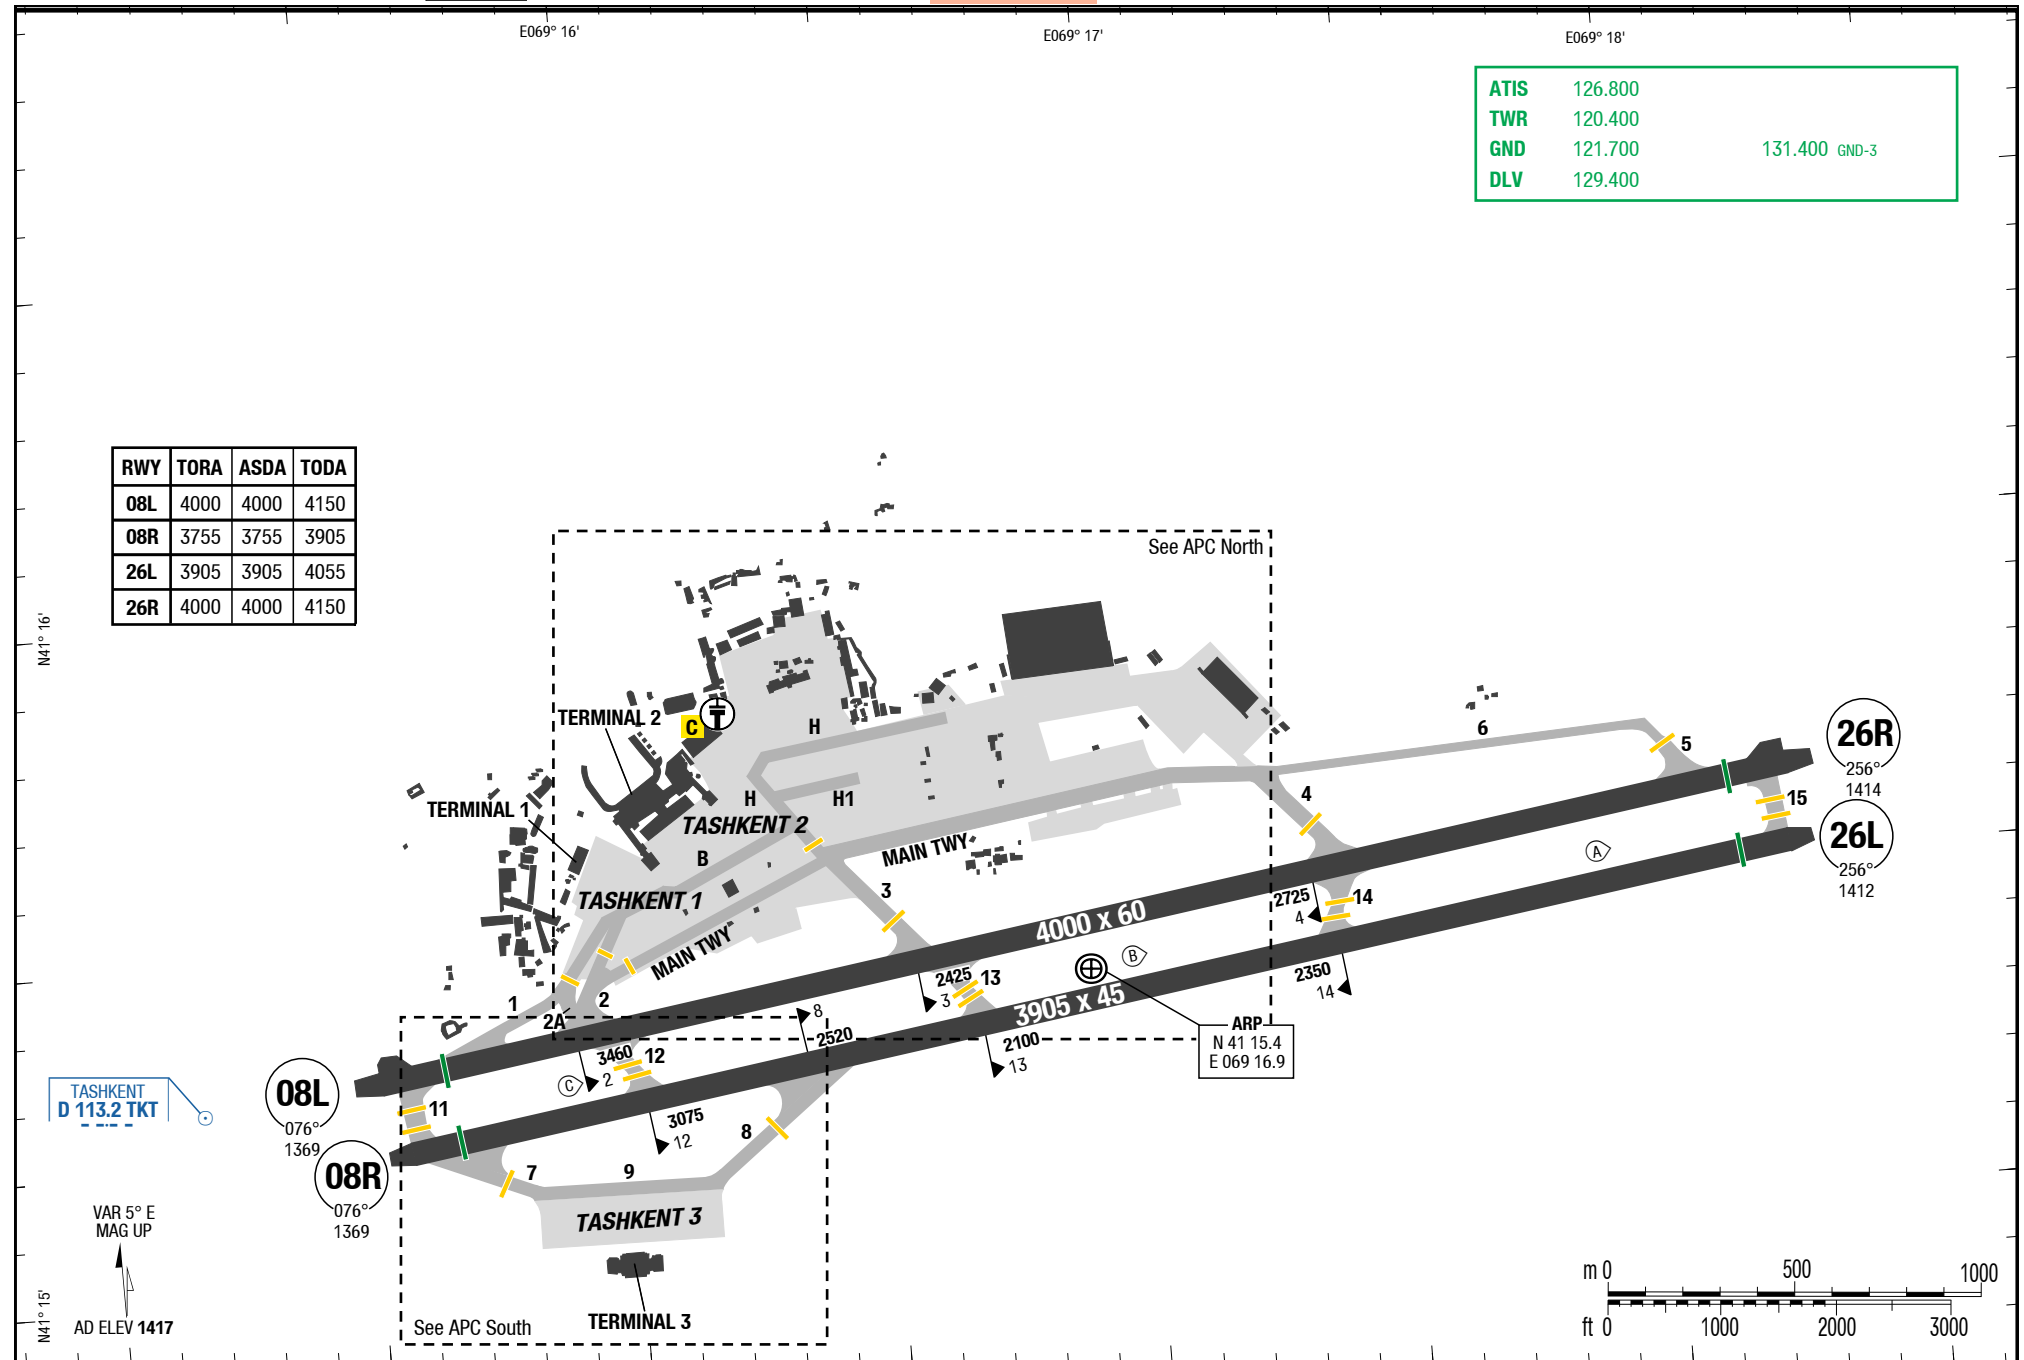 E069° 16'
E069° 17'
E069° 18'
ATIS 126.800
TWR 120.400
GND 121.700 131.400 GND-3
DLV 129.400
RWY TORA ASDA TODA
08L 4000 4000 4150
08R 3755 3755 3905
26L 3905 3905 4055
26R 4000 4000 4150
See APC North
N41° 16'
TERMINAL 2
C
T
H
6
5
26R
256°
1414
TERMINAL 1
H
H1
4
15
TASHKENT 2
26L
256°
1412
MAIN TWY
B
A
TASHKENT 1
3
2725
4
14
4000 x 60
MAIN TWY
B
2425
3
13
2350
14
1
2
2A
3905 x 45
8
2520
ARP
N 41 15.4
E 069 16.9
2100
13
3460
2
12
C
08L
076°
1369
TASHKENT
D 113.2 TKT
11
3075
12
8
7
9
08R
076°
1369
TASHKENT 3
VAR 5° E
MAG UP
AD ELEV 1417
N41° 15'
TERMINAL 3
See APC South
m 0 500 1000
ft 0 1000 2000 3000